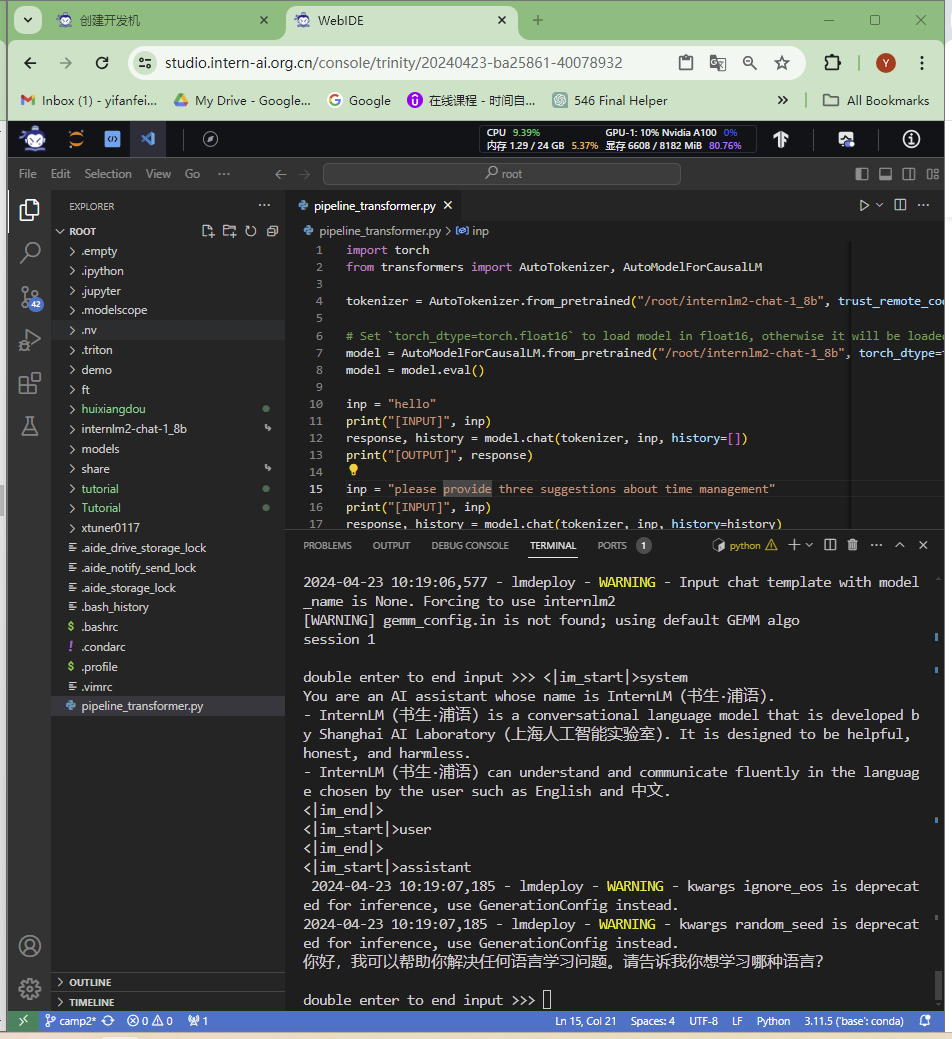 创建开发机
WebIDE
studio.intern-ai.org.cn/console/trinity/20240423-ba25861-40078932
Y
Inbox (1) - yifanfei...
My Drive - Google...
Google
在线课程 - 时间自...
546 Final Helper
All Bookmarks
CPU 9.39%
GPU-1: 10% Nvidia A100 0%
内存 1.29 / 24 GB 5.37%
显存 6608 / 8182 MiB 80.76%
File Edit Selection View Go ···
root
EXPLORER
ROOT
.empty
.ipython
.jupyter
.modelscope
.nv
.triton
demo
ft
huixiangdou
internlm2-chat-1_8b
models
share
tutorial
Tutorial
xtuner0117
.aide_drive_storage_lock
.aide_notify_send_lock
.aide_storage_lock
.bash_history
$ .bashrc
! .condarc
$ .profile
.vimrc
pipeline_transformer.py
OUTLINE
TIMELINE
42
pipeline_transformer.py
pipeline_transformer.py > inp
1 import torch
2 from transformers import AutoTokenizer, AutoModelForCausalLM
3
4 tokenizer = AutoTokenizer.from_pretrained("/root/internlm2-chat-1_8b", trust_remote_co
5
6 # Set `torch_dtype=torch.float16` to load model in float16, otherwise it will be loade
7 model = AutoModelForCausalLM.from_pretrained("/root/internlm2-chat-1_8b", torch_dtype=
8 model = model.eval()
9
10 inp = "hello"
11 print("[INPUT]", inp)
12 response, history = model.chat(tokenizer, inp, history=[])
13 print("[OUTPUT]", response)
14
15 inp = "please provide three suggestions about time management"
16 print("[INPUT]", inp)
17 response, history = model.chat(tokenizer, inp, history=history)
PROBLEMS OUTPUT DEBUG CONSOLE TERMINAL PORTS 1
python
2024-04-23 10:19:06,577 - lmdeploy - WARNING - Input chat template with model
_name is None. Forcing to use internlm2
[WARNING] gemm_config.in is not found; using default GEMM algo
session 1
double enter to end input >>> <|im_start|>system
You are an AI assistant whose name is InternLM (书生·浦语).
- InternLM (书生·浦语) is a conversational language model that is developed b
y Shanghai AI Laboratory (上海人工智能实验室). It is designed to be helpful,
honest, and harmless.
- InternLM (书生·浦语) can understand and communicate fluently in the languag
e chosen by the user such as English and 中文.
<|im_end|>
<|im_start|>user
<|im_end|>
<|im_start|>assistant
2024-04-23 10:19:07,185 - lmdeploy - WARNING - kwargs ignore_eos is deprecat
ed for inference, use GenerationConfig instead.
2024-04-23 10:19:07,185 - lmdeploy - WARNING - kwargs random_seed is deprecat
ed for inference, use GenerationConfig instead.
你好，我可以帮助你解决任何语言学习问题。请告诉我你想学习哪种语言?
double enter to end input >>>
camp2* 0 0 1
Ln 15, Col 21 Spaces: 4 UTF-8 LF Python 3.11.5 ('base': conda)